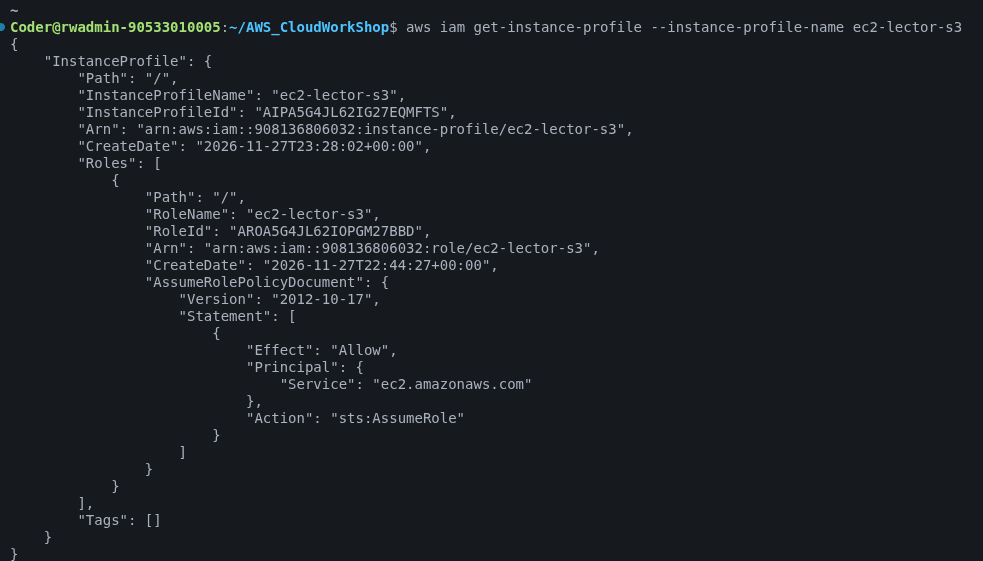 ~
Coder@rwadmin-90533010005:~/AWS_CloudWorkShop$ aws iam get-instance-profile --instance-profile-name ec2-lector-s3
{
    "InstanceProfile": {
        "Path": "/",
        "InstanceProfileName": "ec2-lector-s3",
        "InstanceProfileId": "AIPA5G4JL62IG27EQMFTS",
        "Arn": "arn:aws:iam::908136806032:instance-profile/ec2-lector-s3",
        "CreateDate": "2026-11-27T23:28:02+00:00",
        "Roles": [
            {
                "Path": "/",
                "RoleName": "ec2-lector-s3",
                "RoleId": "AROA5G4JL62IOPGM27BBD",
                "Arn": "arn:aws:iam::908136806032:role/ec2-lector-s3",
                "CreateDate": "2026-11-27T22:44:27+00:00",
                "AssumeRolePolicyDocument": {
                    "Version": "2012-10-17",
                    "Statement": [
                        {
                            "Effect": "Allow",
                            "Principal": {
                                "Service": "ec2.amazonaws.com"
                            },
                            "Action": "sts:AssumeRole"
                        }
                    ]
                }
            }
        ],
        "Tags": []
    }
}